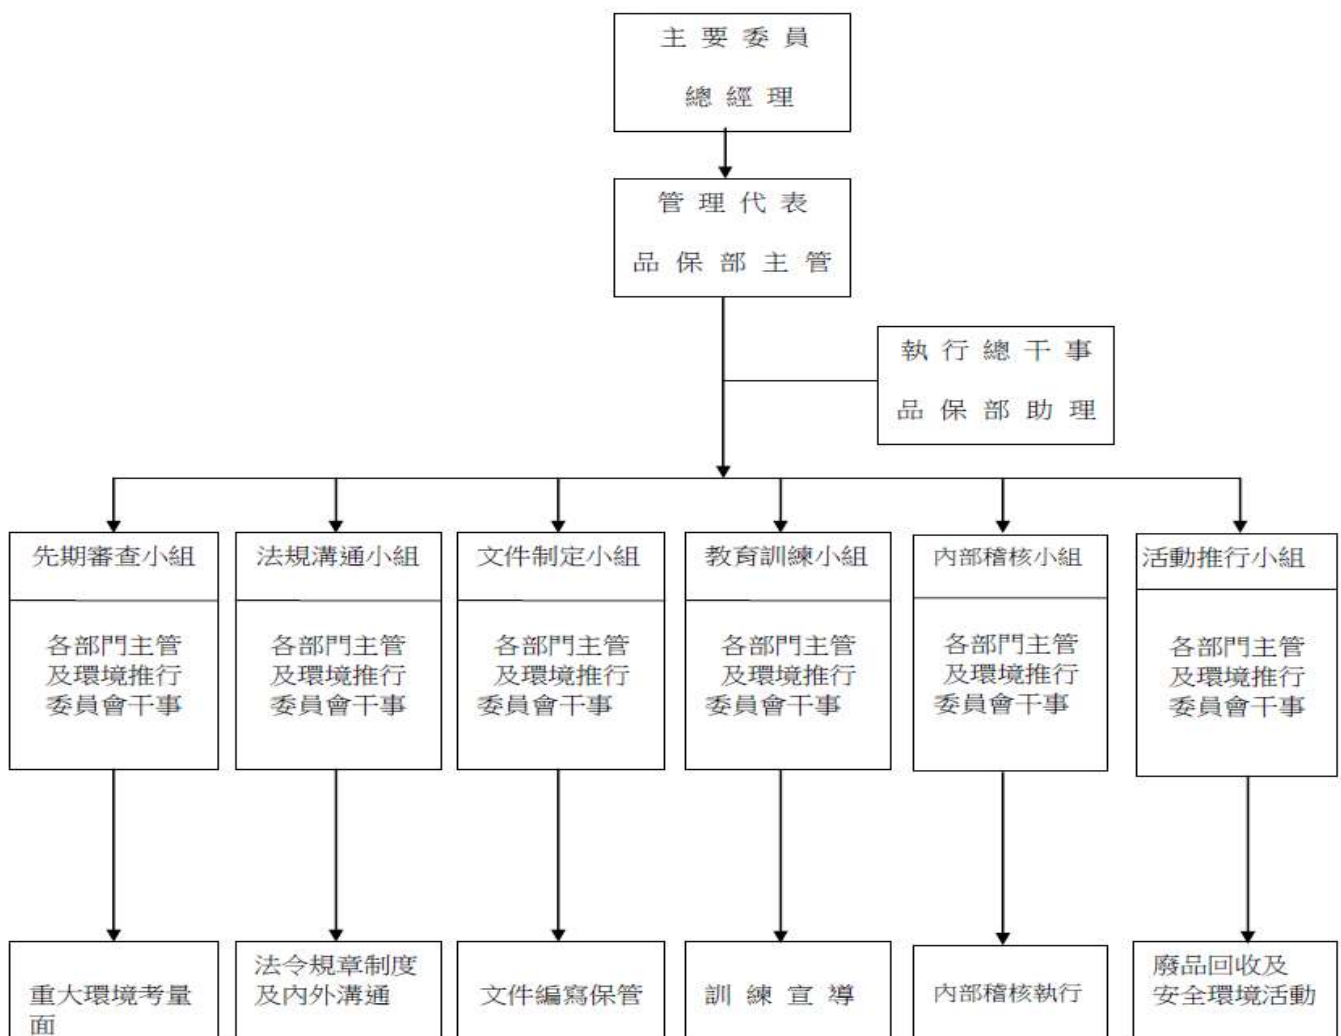 主要委員
總經理
管理代表
品保部主管
執行總干事
品保部助理
先期審查小組
各部門主管
及環境推行
委員會干事
重大環境考量
面
法規溝通小組
各部門主管
及環境推行
委員會干事
法令規章制度
及內外溝通
文件制定小組
各部門主管
及環境推行
委員會干事
文件編寫保管
教育訓練小組
各部門主管
及環境推行
委員會干事
訓練宣導
內部稽核小組
各部門主管
及環境推行
委員會干事
內部稽核執行
活動推行小組
各部門主管
及環境推行
委員會干事
廢品回收及
安全環境活動